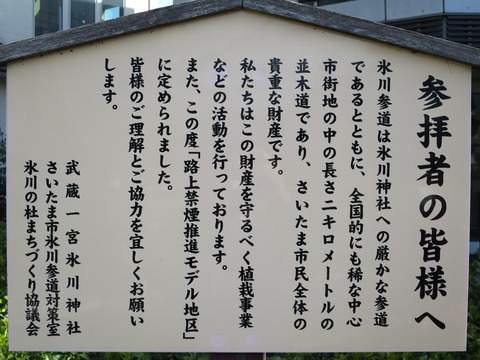 参拝者の皆様へ
氷川参道は氷川神社への厳かな参道
であるとともに、全国的にも稀な中心
市街地の中の長さ二キロメートルの
並木道であり、さいたま市民全体の
貴重な財産です。
私たちはこの財産を守るべく植栽事業
などの活動を行っております。
また、この度「路上禁煙推進モデル地区」
に定められました。
皆様のご理解とご協力を宜しくお願い
します。
武蔵一宮氷川神社
さいたま市氷川参道対策室
氷川の杜まちづくり協議会